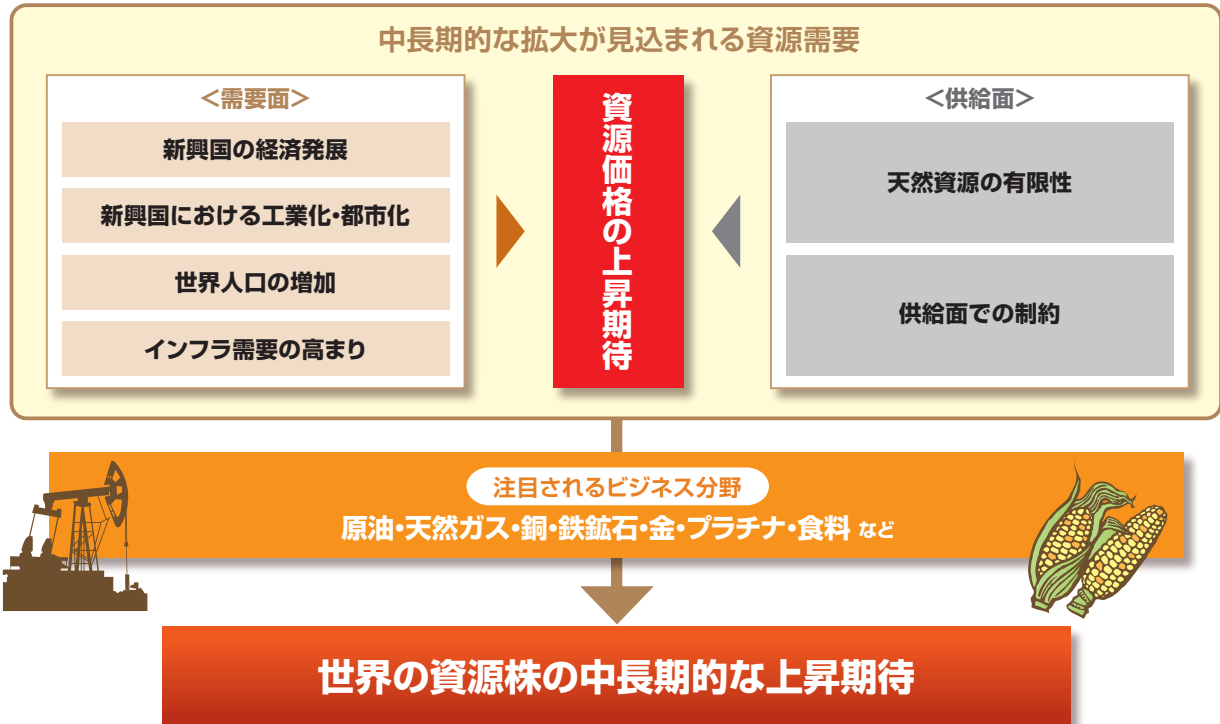 中長期的な拡大が見込まれる資源需要
＜需要面＞
新興国の経済発展
新興国における工業化・都市化
世界人口の増加
インフラ需要の高まり
資源価格の上昇期待
＜供給面＞
天然資源の有限性
供給面での制約
注目されるビジネス分野
原油・天然ガス・銅・鉄鉱石・金・プラチナ・食料 など
世界の資源株の中長期的な上昇期待